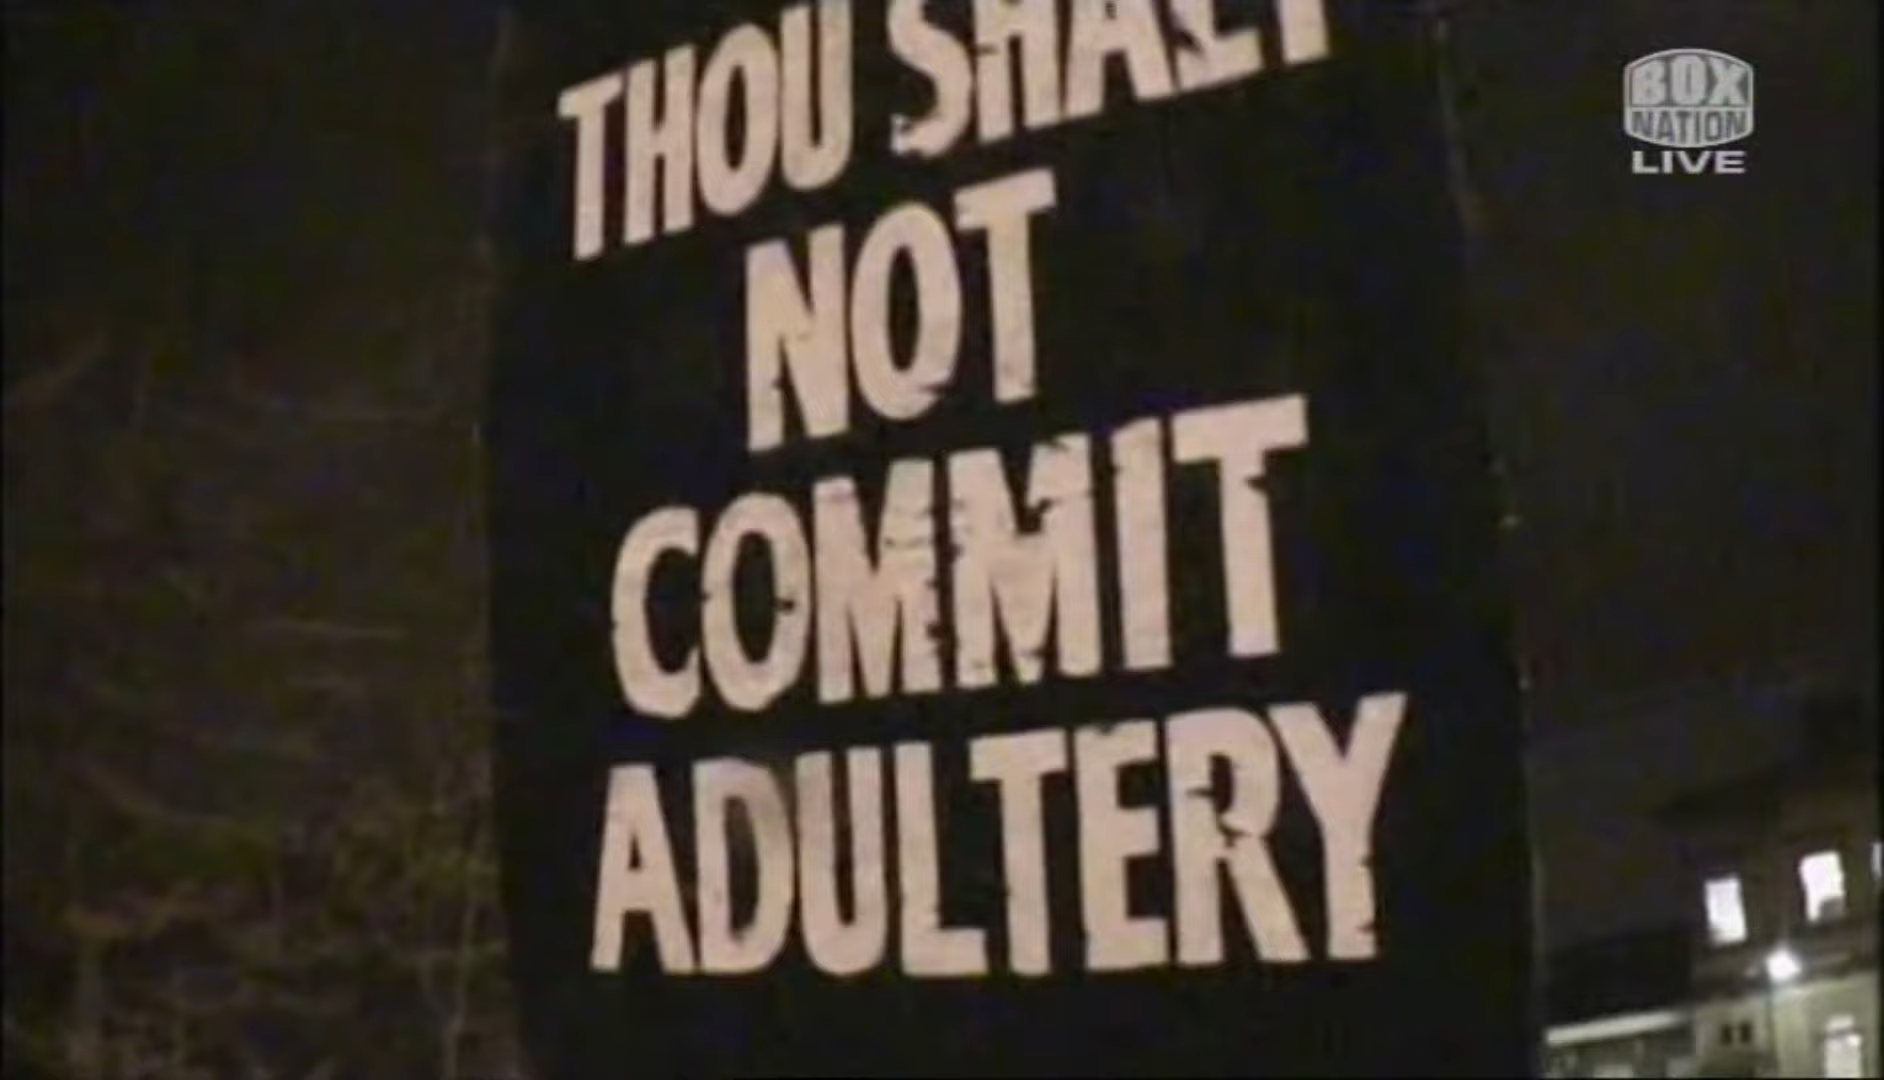 THOU SHALT
NOT
COMMIT
ADULTERY
BOX
NATION
LIVE